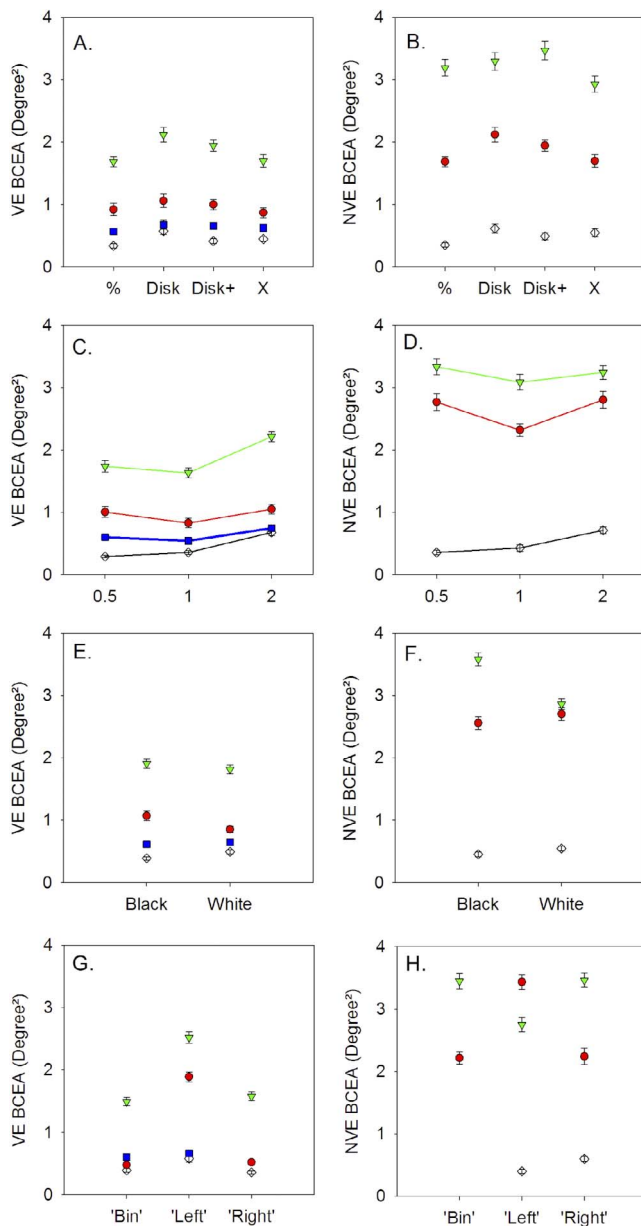 A.
VE BCEA (Degree²)
4
3
2
1
0
% Disk Disk+ X
B.
NVE BCEA (Degree²)
4
3
2
1
0
% Disk Disk+ X
C.
VE BCEA (Degree²)
4
3
2
1
0
0.5 1 2
D.
NVE BCEA (Degree²)
4
3
2
1
0
0.5 1 2
E.
VE BCEA (Degree²)
4
3
2
1
0
Black White
F.
NVE BCEA (Degree²)
4
3
2
1
0
Black White
G.
VE BCEA (Degree²)
4
3
2
1
0
'Bin' 'Left' 'Right'
H.
NVE BCEA (Degree²)
4
3
2
1
0
'Bin' 'Left' 'Right'